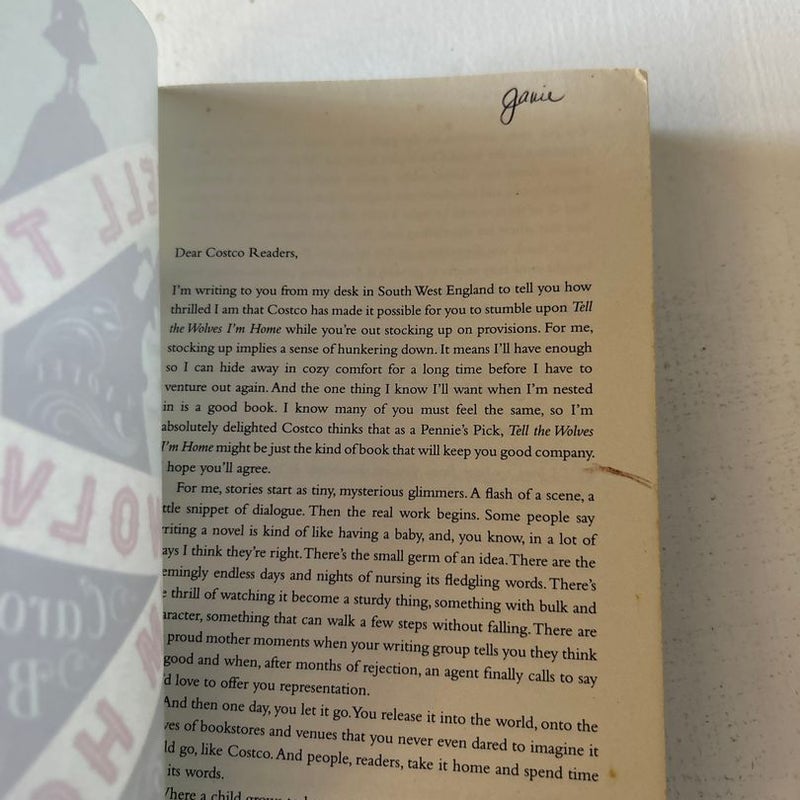 Janie
Dear Costco Readers,
I'm writing to you from my desk in South West England to tell you how
thrilled I am that Costco has made it possible for you to stumble upon Tell
the Wolves I'm Home while you're out stocking up on provisions. For me,
stocking up implies a sense of hunkering down. It means I'll have enough
so I can hide away in cozy comfort for a long time before I have to
venture out again. And the one thing I know I'll want when I'm nested
in is a good book. I know many of you must feel the same, so I'm
absolutely delighted Costco thinks that as a Pennie's Pick, Tell the Wolves
I'm Home might be just the kind of book that will keep you good company.
hope you'll agree.
For me, stories start as tiny, mysterious glimmers. A flash of a scene, a
ttle snippet of dialogue. Then the real work begins. Some people say
riting a novel is kind of like having a baby, and, you know, in a lot of
ays I think they're right. There's the small germ of an idea. There are the
emingly endless days and nights of nursing its fledgling words. There's
thrill of watching it become a sturdy thing, something with bulk and
aracter, something that can walk a few steps without falling. There are
proud mother moments when your writing group tells you they think
good and when, after months of rejection, an agent finally calls to say
d love to offer you representation.
And then one day, you let it go. You release it into the world, onto the
ves of bookstores and venues that you never even dared to imagine it
ld go, like Costco. And people, readers, take it home and spend time
its words.